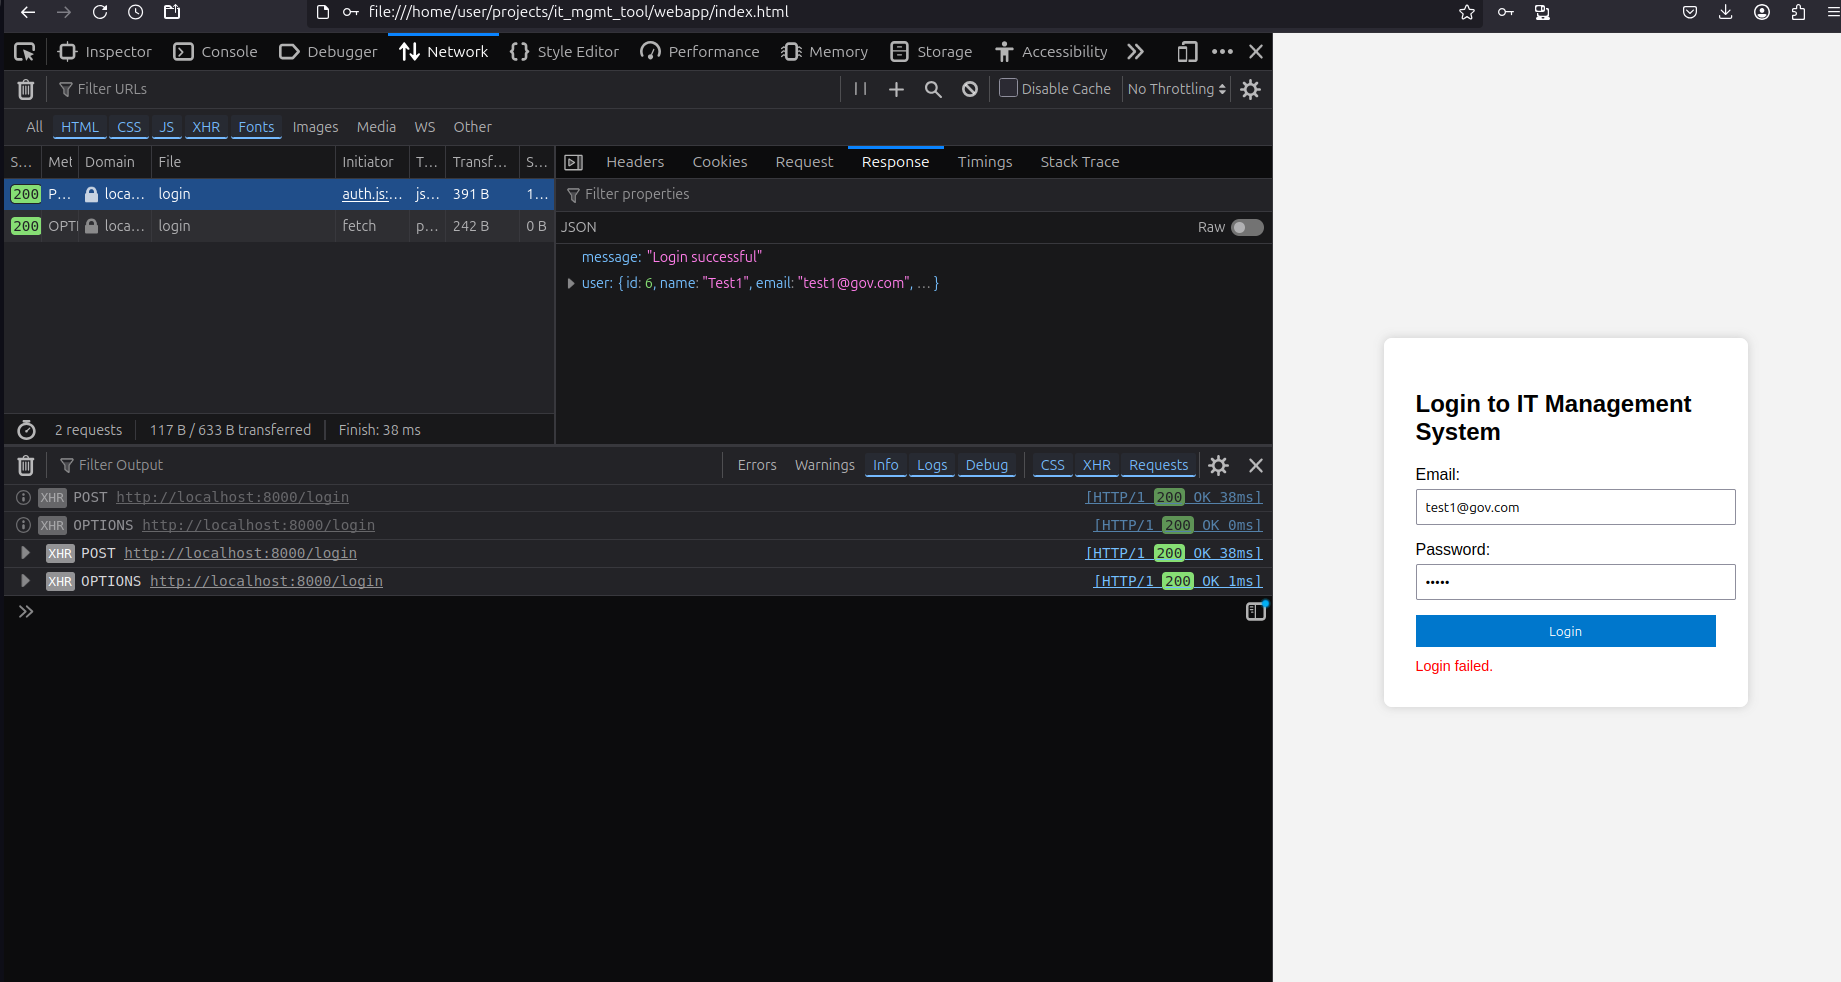 file:///home/user/projects/it_mgmt_tool/webapp/index.html
Inspector Console Debugger Network Style Editor Performance Memory Storage Accessibility
Filter URLs Disable Cache No Throttling
All HTML CSS JS XHR Fonts Images Media WS Other
S... Met Domain File Initiator T... Transf... S...
200 P... loca... login auth.js:... js... 391 B 1...
200 OPTI loca... login fetch p... 242 B 0 B
2 requests 117 B / 633 B transferred Finish: 38 ms
Headers Cookies Request Response Timings Stack Trace
Filter properties
JSON Raw
message: "Login successful"
user: { id: 6, name: "Test1", email: "test1@gov.com", … }
Filter Output Errors Warnings Info Logs Debug CSS XHR Requests
XHR POST http://localhost:8000/login [HTTP/1 200 OK 38ms]
XHR OPTIONS http://localhost:8000/login [HTTP/1 200 OK 0ms]
XHR POST http://localhost:8000/login [HTTP/1 200 OK 38ms]
XHR OPTIONS http://localhost:8000/login [HTTP/1 200 OK 1ms]
Login to IT Management
System
Email:
test1@gov.com
Password:
•••••
Login
Login failed.